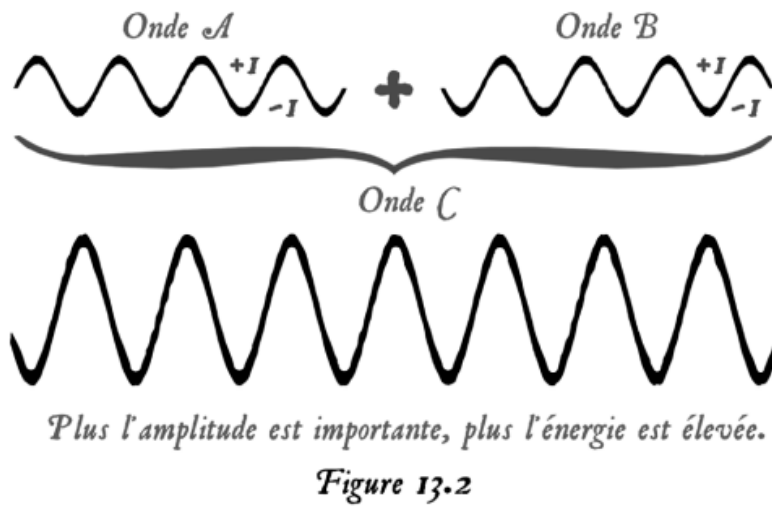 Onde A Onde B
+1 + +1
-1 -1
Onde C
Plus l'amplitude est importante, plus l'énergie est élevée.
Figure 13.2